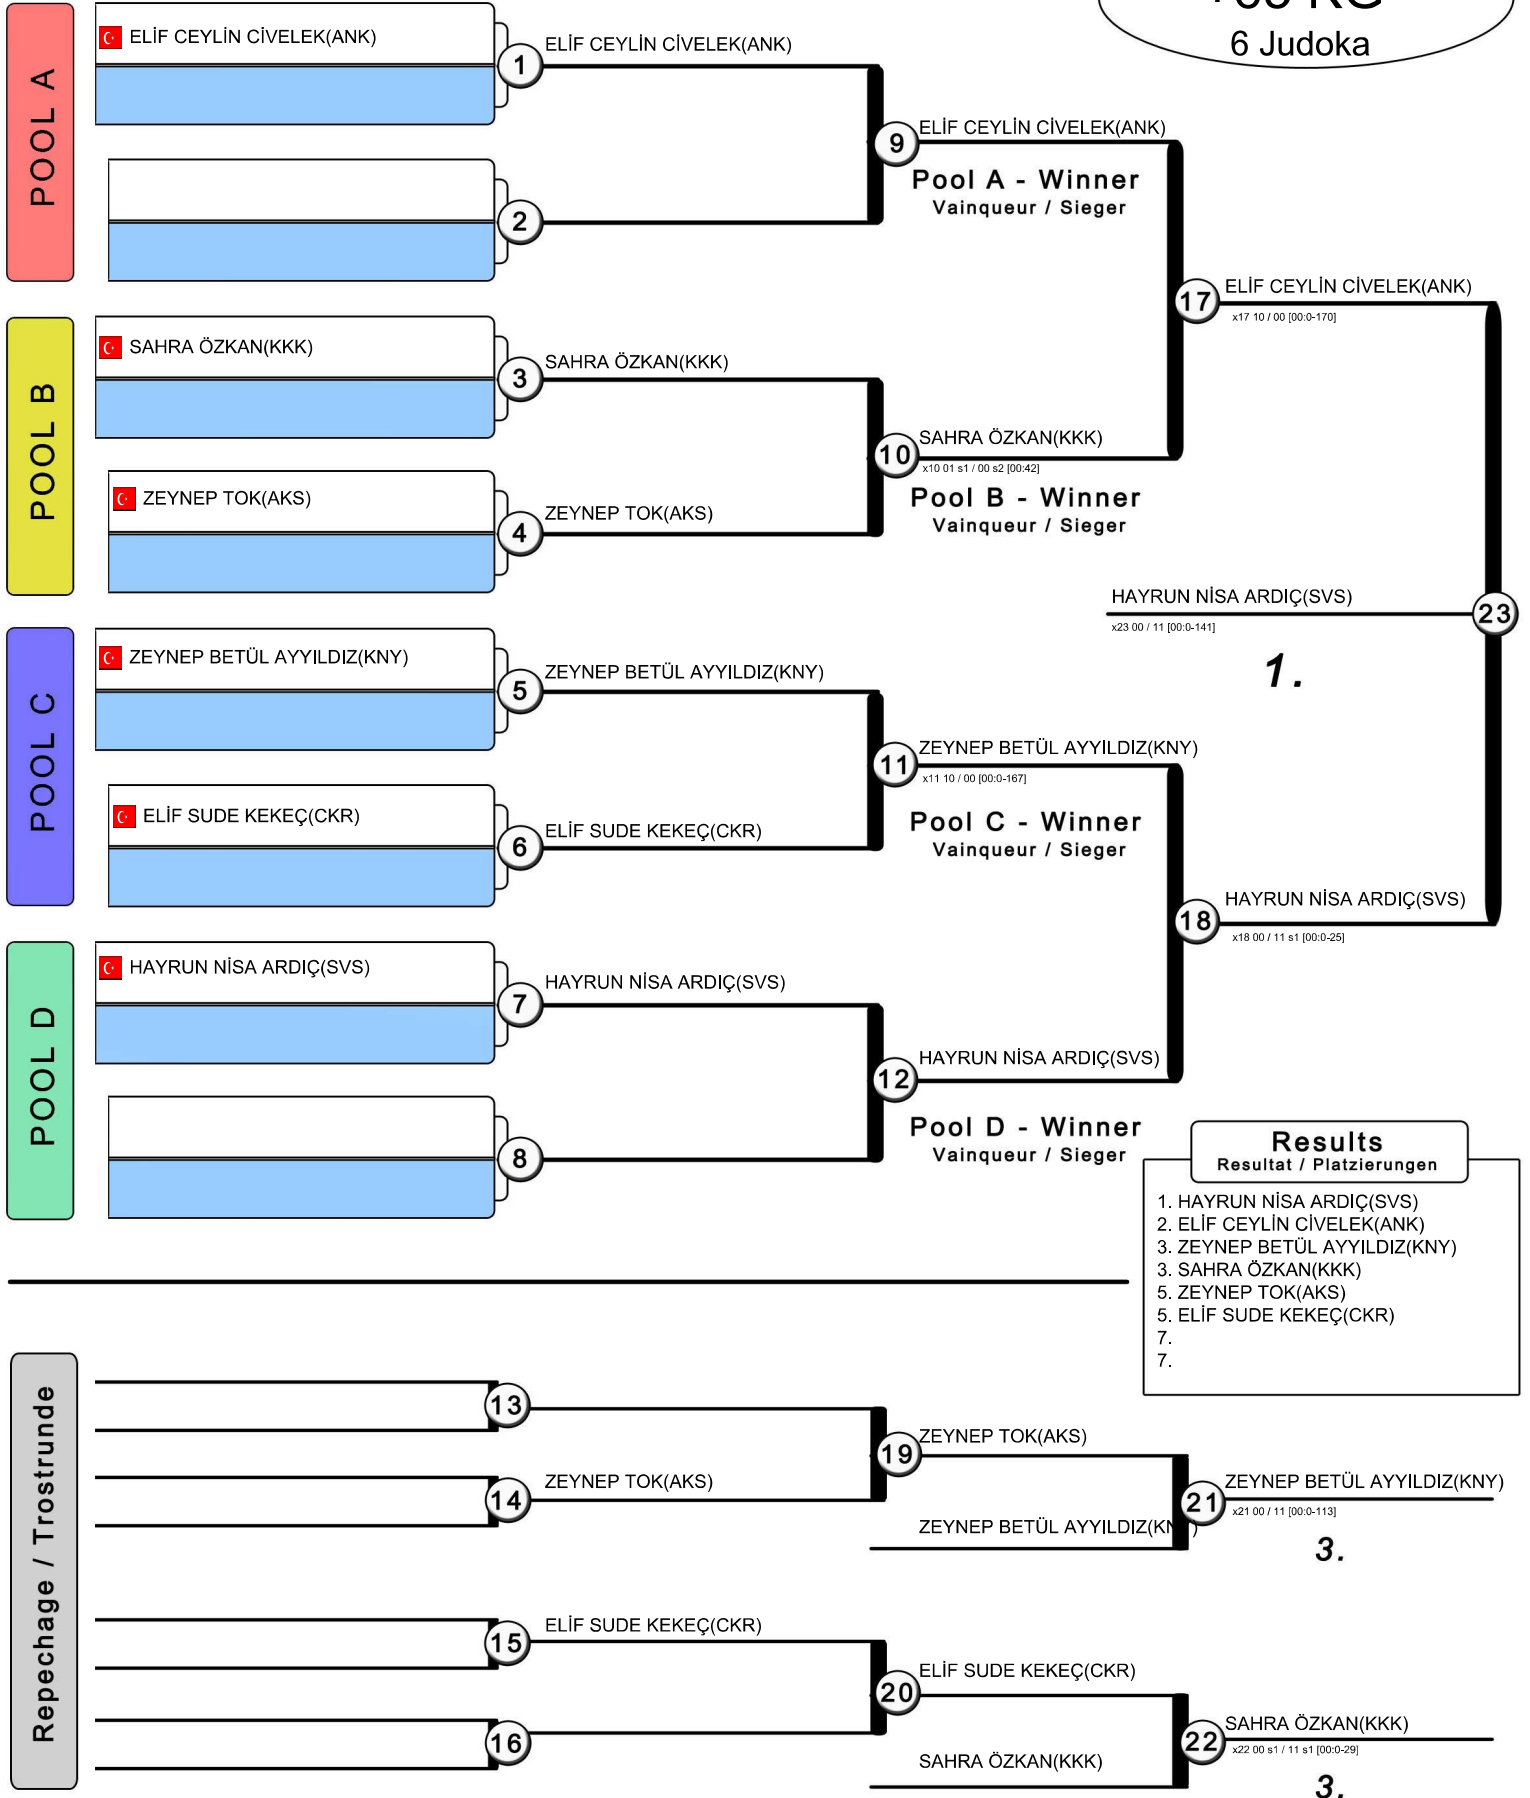 6 Judoka
POOL A
ELİF CEYLİN CİVELEK(ANK)
1
ELİF CEYLİN CİVELEK(ANK)
2
9
ELİF CEYLİN CİVELEK(ANK)
Pool A - Winner
Vainqueur / Sieger
17
ELİF CEYLİN CİVELEK(ANK)
x17 10 / 00 [00:0-170]
POOL B
SAHRA ÖZKAN(KKK)
3
SAHRA ÖZKAN(KKK)
ZEYNEP TOK(AKS)
4
ZEYNEP TOK(AKS)
10
SAHRA ÖZKAN(KKK)
x10 01 s1 / 00 s2 [00:42]
Pool B - Winner
Vainqueur / Sieger
HAYRUN NİSA ARDIÇ(SVS)
x23 00 / 11 [00:0-141]
23
1.
POOL C
ZEYNEP BETÜL AYYILDIZ(KNY)
5
ZEYNEP BETÜL AYYILDIZ(KNY)
ELİF SUDE KEKEÇ(CKR)
6
ELİF SUDE KEKEÇ(CKR)
11
ZEYNEP BETÜL AYYILDIZ(KNY)
x11 10 / 00 [00:0-167]
Pool C - Winner
Vainqueur / Sieger
18
HAYRUN NİSA ARDIÇ(SVS)
x18 00 / 11 s1 [00:0-25]
POOL D
HAYRUN NİSA ARDIÇ(SVS)
7
HAYRUN NİSA ARDIÇ(SVS)
8
12
HAYRUN NİSA ARDIÇ(SVS)
Pool D - Winner
Vainqueur / Sieger
Results
Resultat / Platzierungen
1. HAYRUN NİSA ARDIÇ(SVS)
2. ELİF CEYLİN CİVELEK(ANK)
3. ZEYNEP BETÜL AYYILDIZ(KNY)
3. SAHRA ÖZKAN(KKK)
5. ZEYNEP TOK(AKS)
5. ELİF SUDE KEKEÇ(CKR)
7.
7.
Repechage / Trostrunde
13
14
ZEYNEP TOK(AKS)
19
ZEYNEP TOK(AKS)
ZEYNEP BETÜL AYYILDIZ(KNY)
21
ZEYNEP BETÜL AYYILDIZ(KNY)
x21 00 / 11 [00:0-113]
3.
15
ELİF SUDE KEKEÇ(CKR)
16
20
ELİF SUDE KEKEÇ(CKR)
SAHRA ÖZKAN(KKK)
22
SAHRA ÖZKAN(KKK)
x22 00 s1 / 11 s1 [00:0-29]
3.